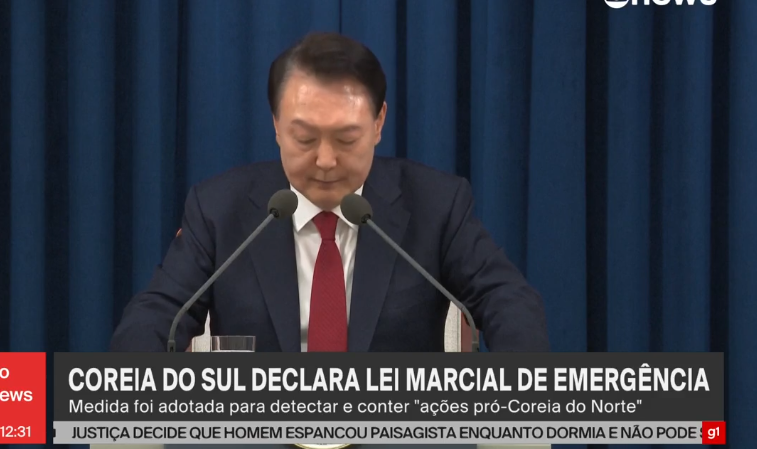 news
COREIA DO SUL DECLARA LEI MARCIAL DE EMERGÊNCIA
Medida foi adotada para detectar e conter "ações pró-Coreia do Norte"
12:31
JUSTIÇA DECIDE QUE HOMEM ESPANCOU PAISAGISTA ENQUANTO DORMIA E NÃO PODE
g1